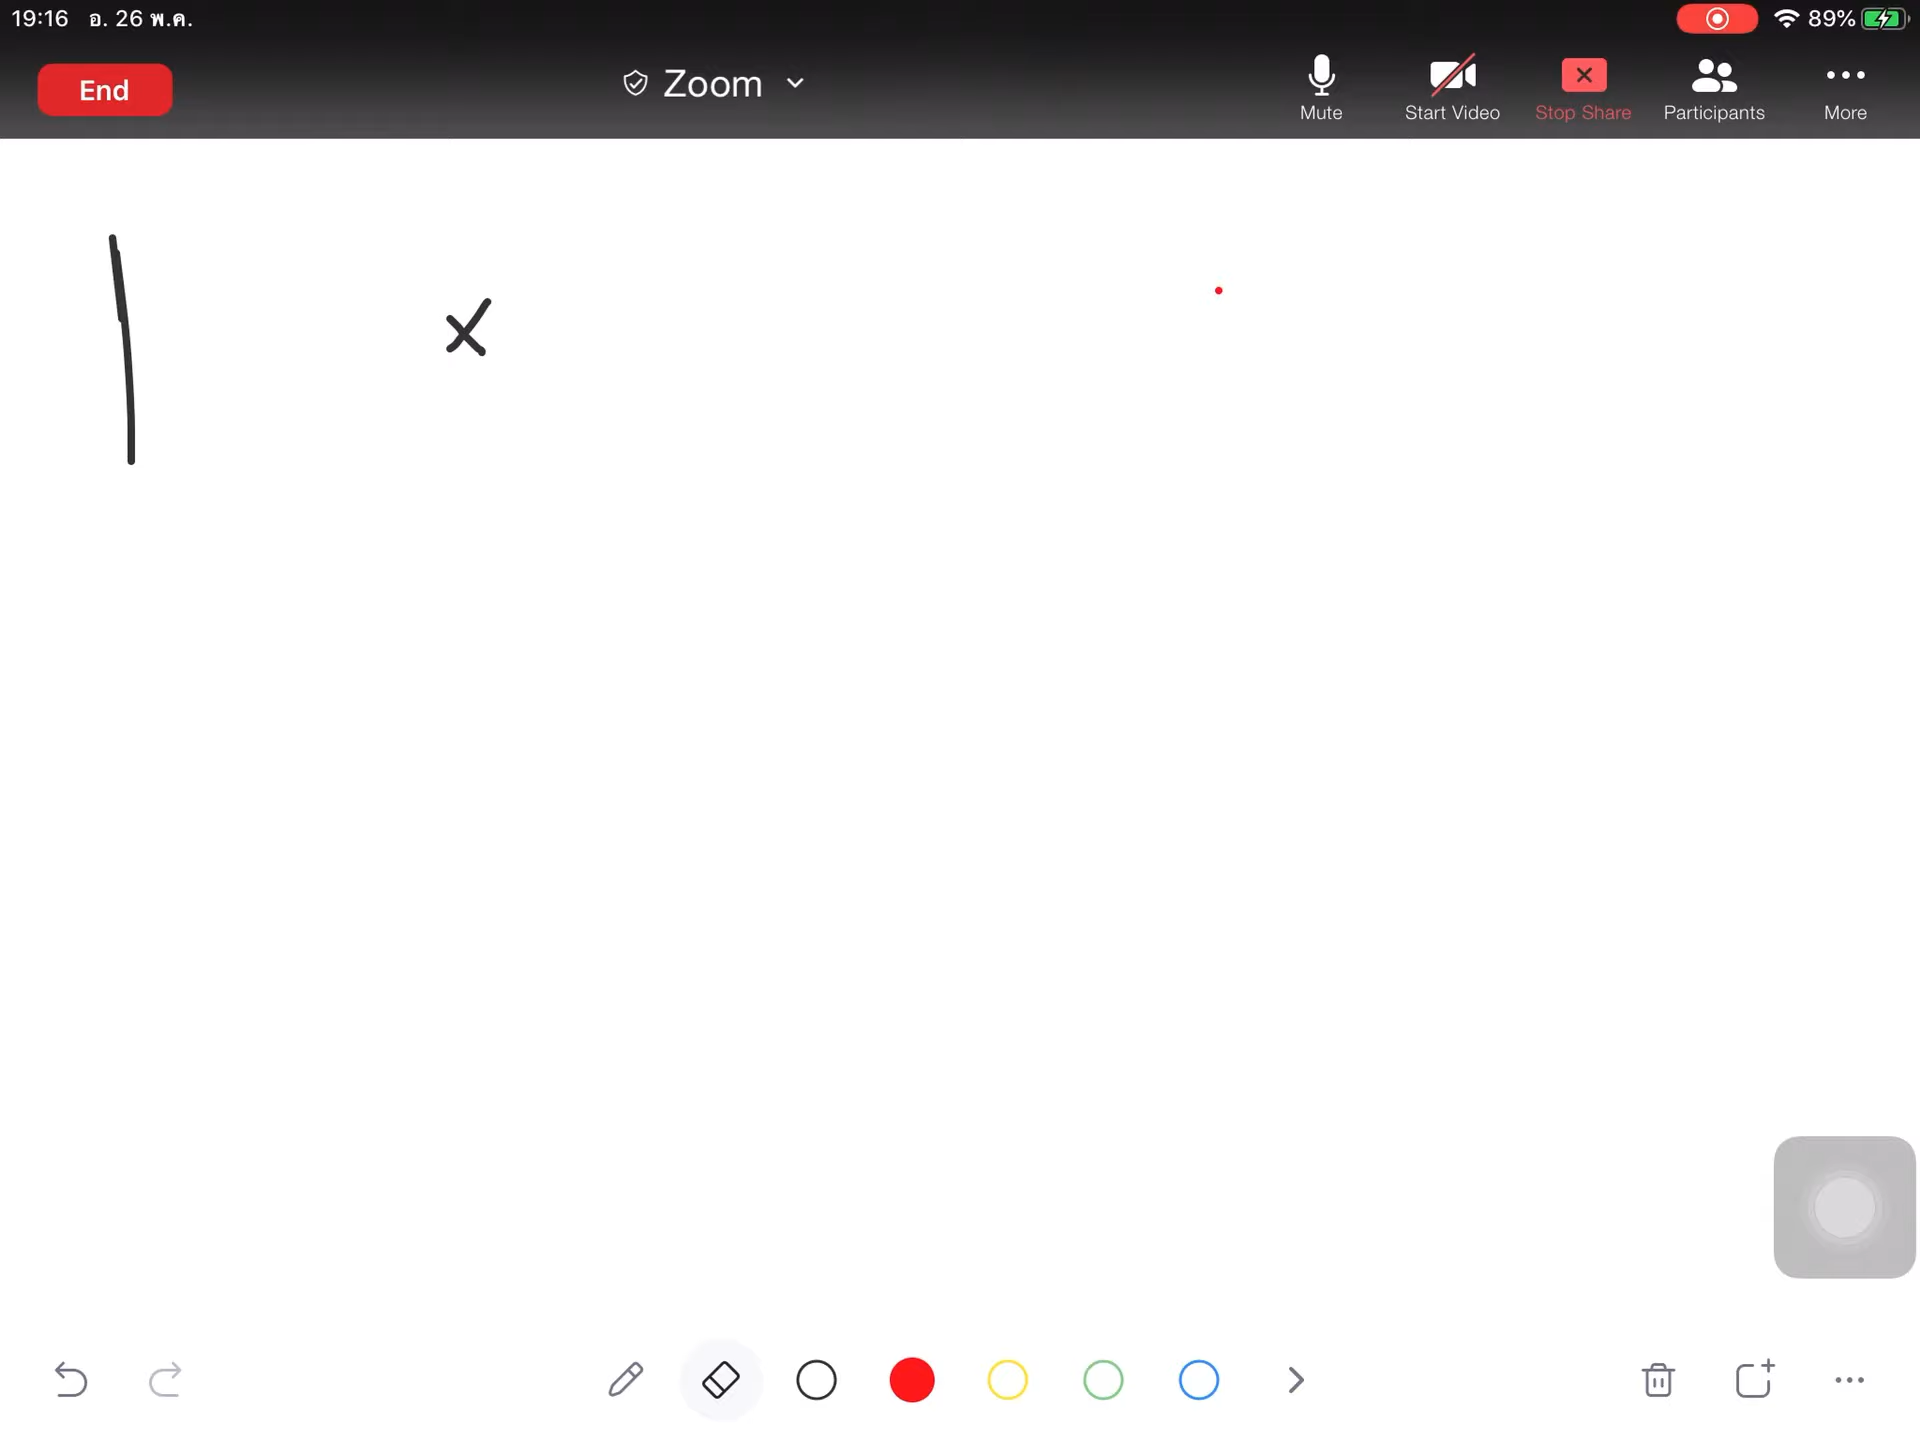 19:16 อ. 26 พ.ค. 89%
End Zoom Mute Start Video Stop Share Participants More
x